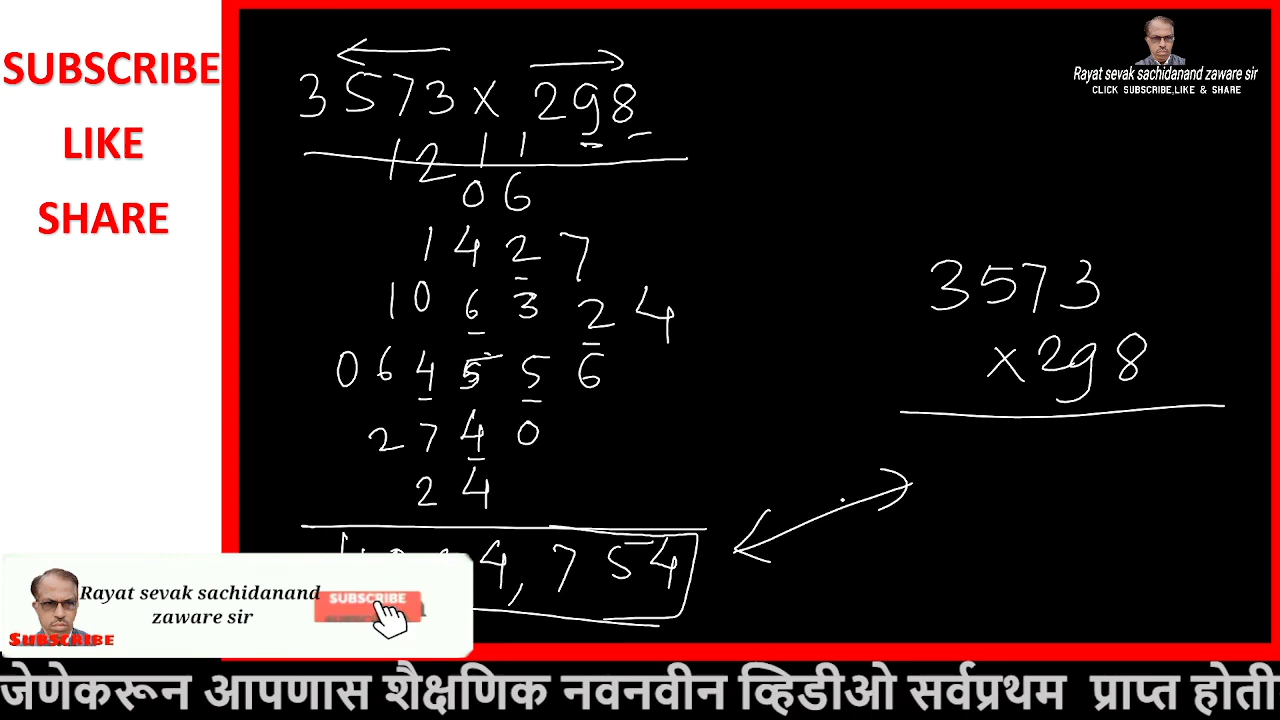 SUBSCRIBE
LIKE
SHARE
Rayat sevak sachidanand zaware sir
CLICK SUBSCRIBE,LIKE & SHARE
3573 x 298
1 2 1 1
0 6
1 4 2 7
1 0 6 3 2 4
0 6 4 5 5 6
2 7 4 0
2 4
4,754
3573
x298
Rayat sevak sachidanand
zaware sir
SUBSCRIBE
SUBSCRIBE
जेणेकरून आपणास शैक्षणिक नवनवीन व्हिडीओ सर्वप्रथम प्राप्त होती